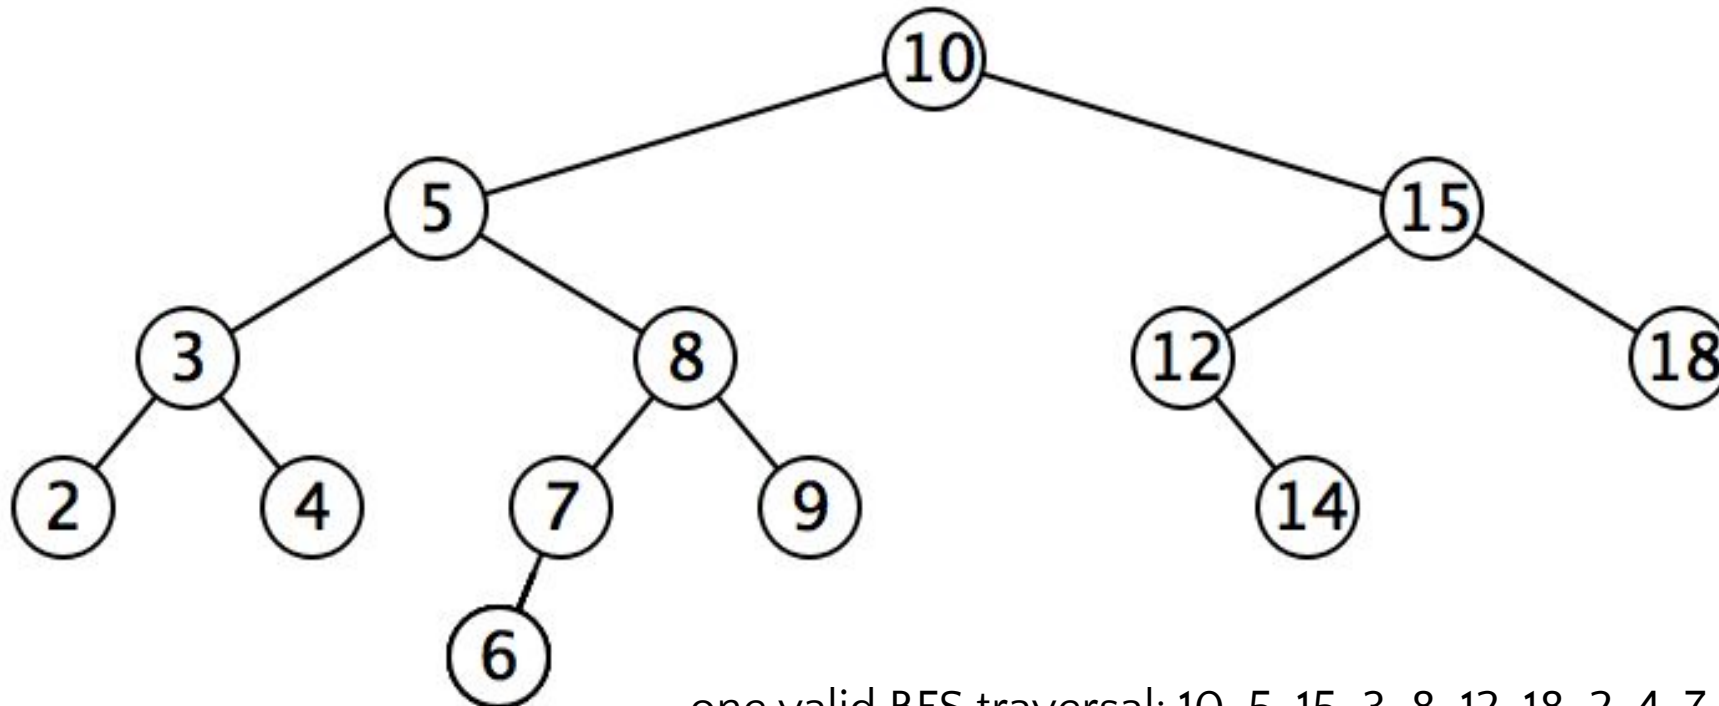 10
5 15
3 8 12 18
2 4 7 9 14
6
one valid BFS traversal: 10, 5, 15, 3, 8, 12, 18, 2, 4, 7